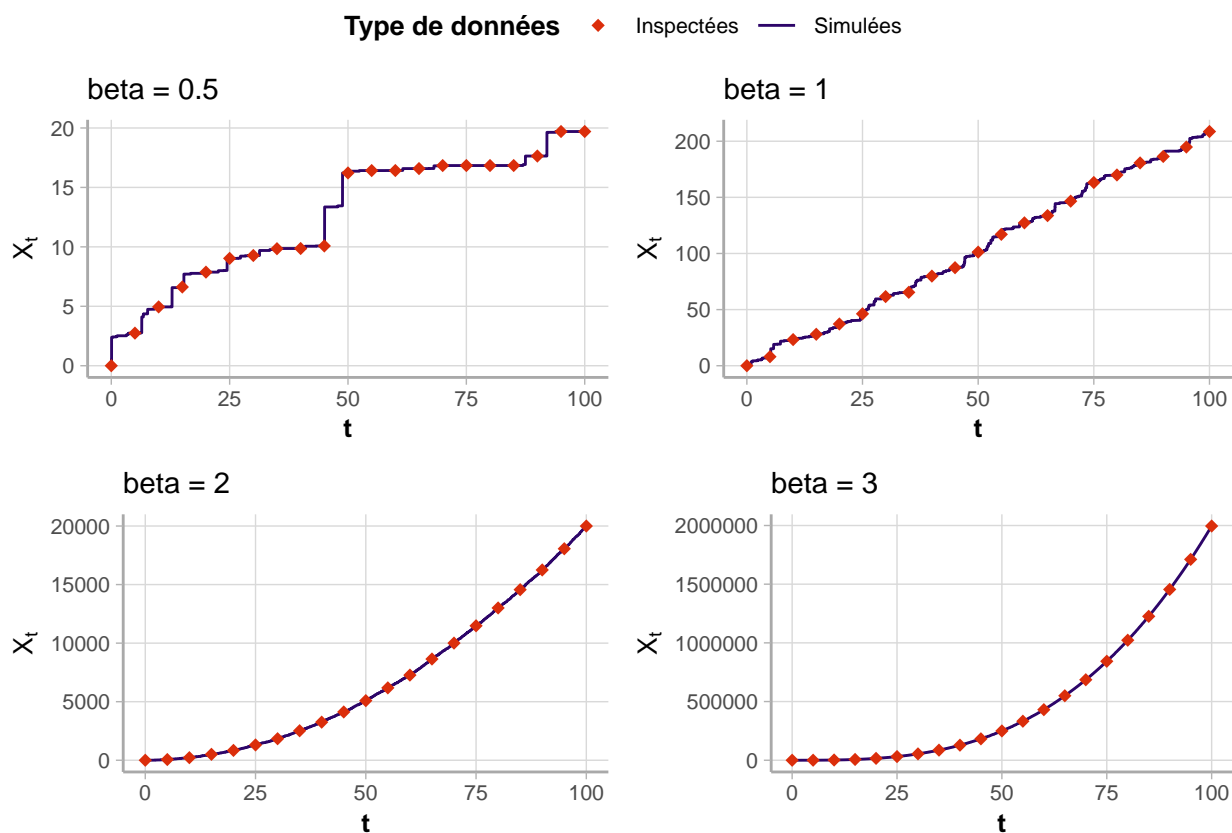 Type de données Inspectées Simulées
beta = 0.5
20
15
10
5
0
X_t
0 25 50 75 100
t
beta = 1
200
150
100
50
0
X_t
0 25 50 75 100
t
beta = 2
20000
15000
10000
5000
0
X_t
0 25 50 75 100
t
beta = 3
2000000
1500000
1000000
500000
0
X_t
0 25 50 75 100
t